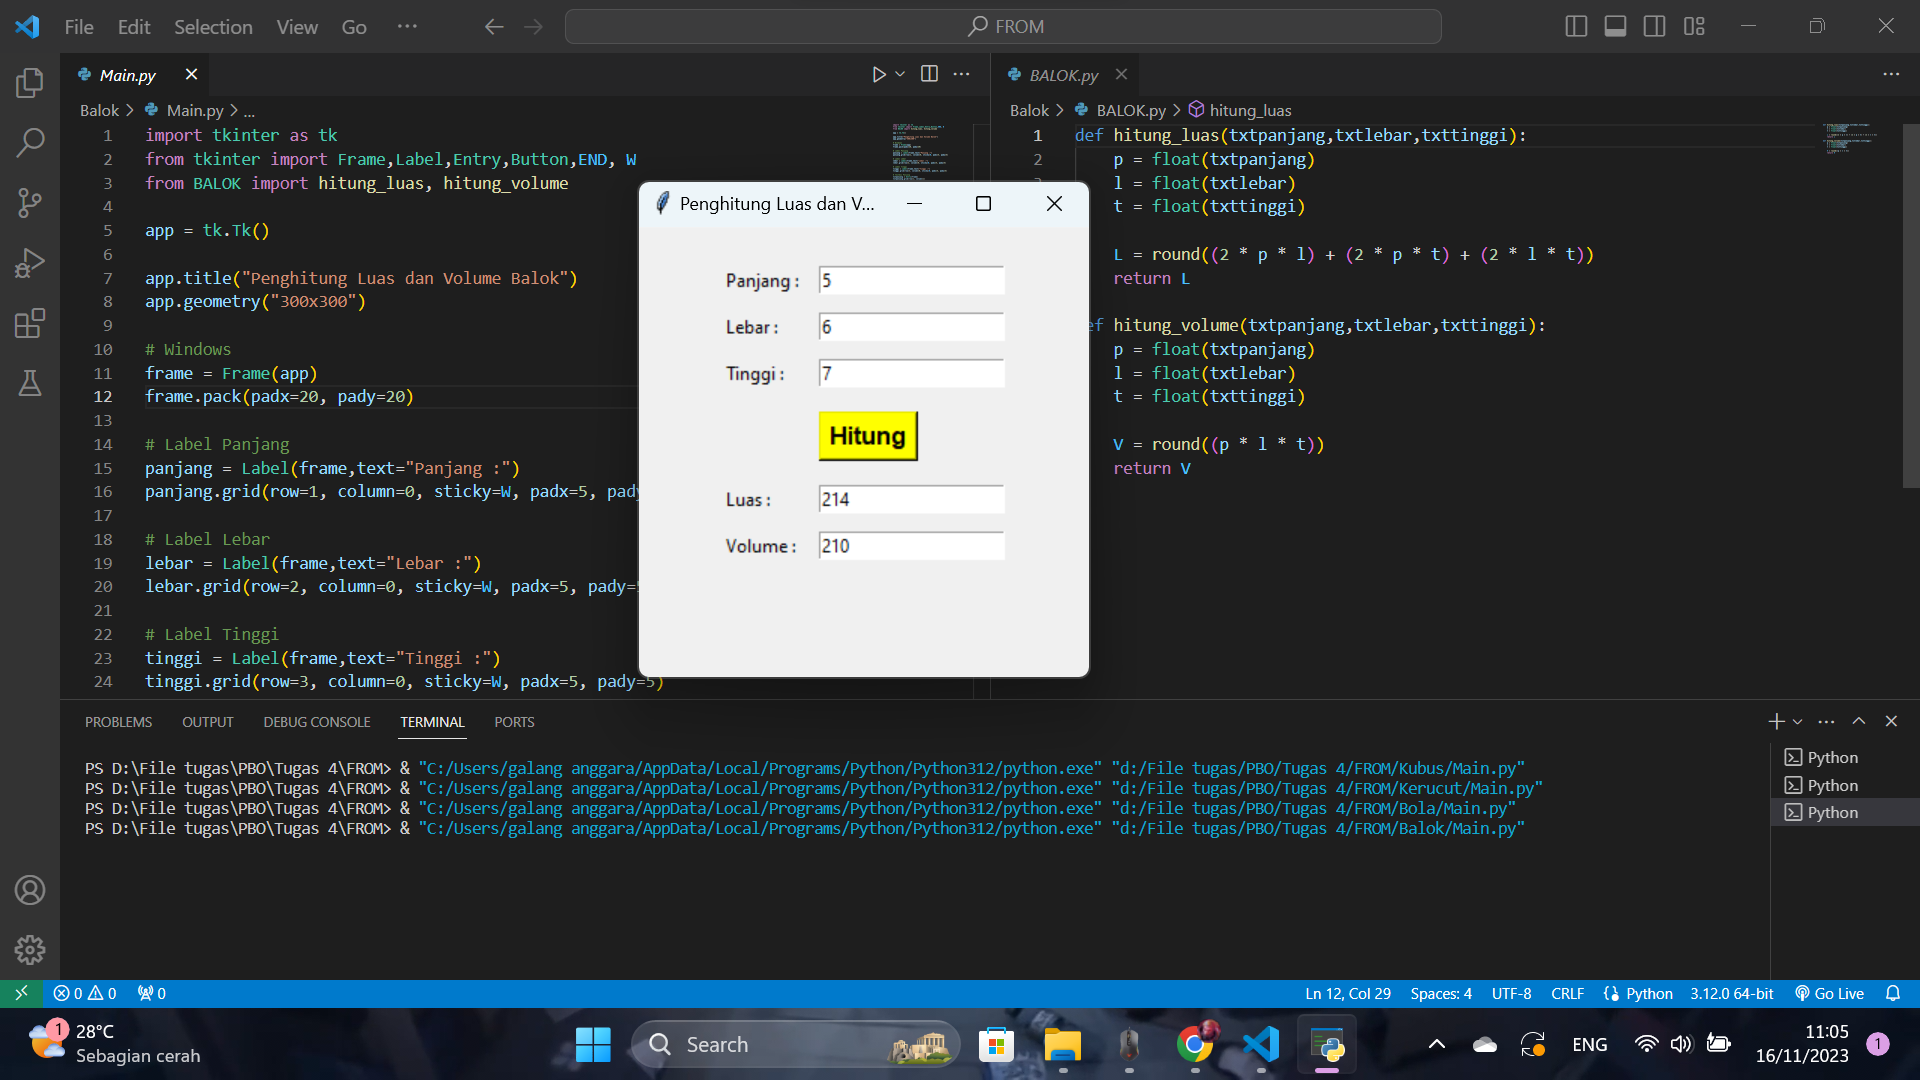 File Edit Selection View Go ··· FROM
Main.py
BALOK.py
Balok > Main.py > ...
1 import tkinter as tk
2 from tkinter import Frame,Label,Entry,Button,END, W
3 from BALOK import hitung_luas, hitung_volume
4
5 app = tk.Tk()
6
7 app.title("Penghitung Luas dan Volume Balok")
8 app.geometry("300x300")
9
10 # Windows
11 frame = Frame(app)
12 frame.pack(padx=20, pady=20)
13
14 # Label Panjang
15 panjang = Label(frame,text="Panjang :")
16 panjang.grid(row=1, column=0, sticky=W, padx=5, pady
17
18 # Label Lebar
19 lebar = Label(frame,text="Lebar :")
20 lebar.grid(row=2, column=0, sticky=W, padx=5, pady=
21
22 # Label Tinggi
23 tinggi = Label(frame,text="Tinggi :")
24 tinggi.grid(row=3, column=0, sticky=W, padx=5, pady=5)
Balok > BALOK.py > hitung_luas
1 def hitung_luas(txtpanjang,txtlebar,txttinggi):
2 p = float(txtpanjang)
l = float(txtlebar)
t = float(txttinggi)
L = round((2 * p * l) + (2 * p * t) + (2 * l * t))
return L
ef hitung_volume(txtpanjang,txtlebar,txttinggi):
p = float(txtpanjang)
l = float(txtlebar)
t = float(txttinggi)
V = round((p * l * t))
return V
Penghitung Luas dan V...
Panjang : 5
Lebar : 6
Tinggi : 7
Hitung
Luas : 214
Volume : 210
PROBLEMS OUTPUT DEBUG CONSOLE TERMINAL PORTS
PS D:\File tugas\PBO\Tugas 4\FROM> & "C:/Users/galang anggara/AppData/Local/Programs/Python/Python312/python.exe" "d:/File tugas/PBO/Tugas 4/FROM/Kubus/Main.py"
PS D:\File tugas\PBO\Tugas 4\FROM> & "C:/Users/galang anggara/AppData/Local/Programs/Python/Python312/python.exe" "d:/File tugas/PBO/Tugas 4/FROM/Kerucut/Main.py"
PS D:\File tugas\PBO\Tugas 4\FROM> & "C:/Users/galang anggara/AppData/Local/Programs/Python/Python312/python.exe" "d:/File tugas/PBO/Tugas 4/FROM/Bola/Main.py"
PS D:\File tugas\PBO\Tugas 4\FROM> & "C:/Users/galang anggara/AppData/Local/Programs/Python/Python312/python.exe" "d:/File tugas/PBO/Tugas 4/FROM/Balok/Main.py"
Python
Python
Python
0 0 0 Ln 12, Col 29 Spaces: 4 UTF-8 CRLF Python 3.12.0 64-bit Go Live
1 28°C
Sebagian cerah
Search
ENG
11:05
16/11/2023
1